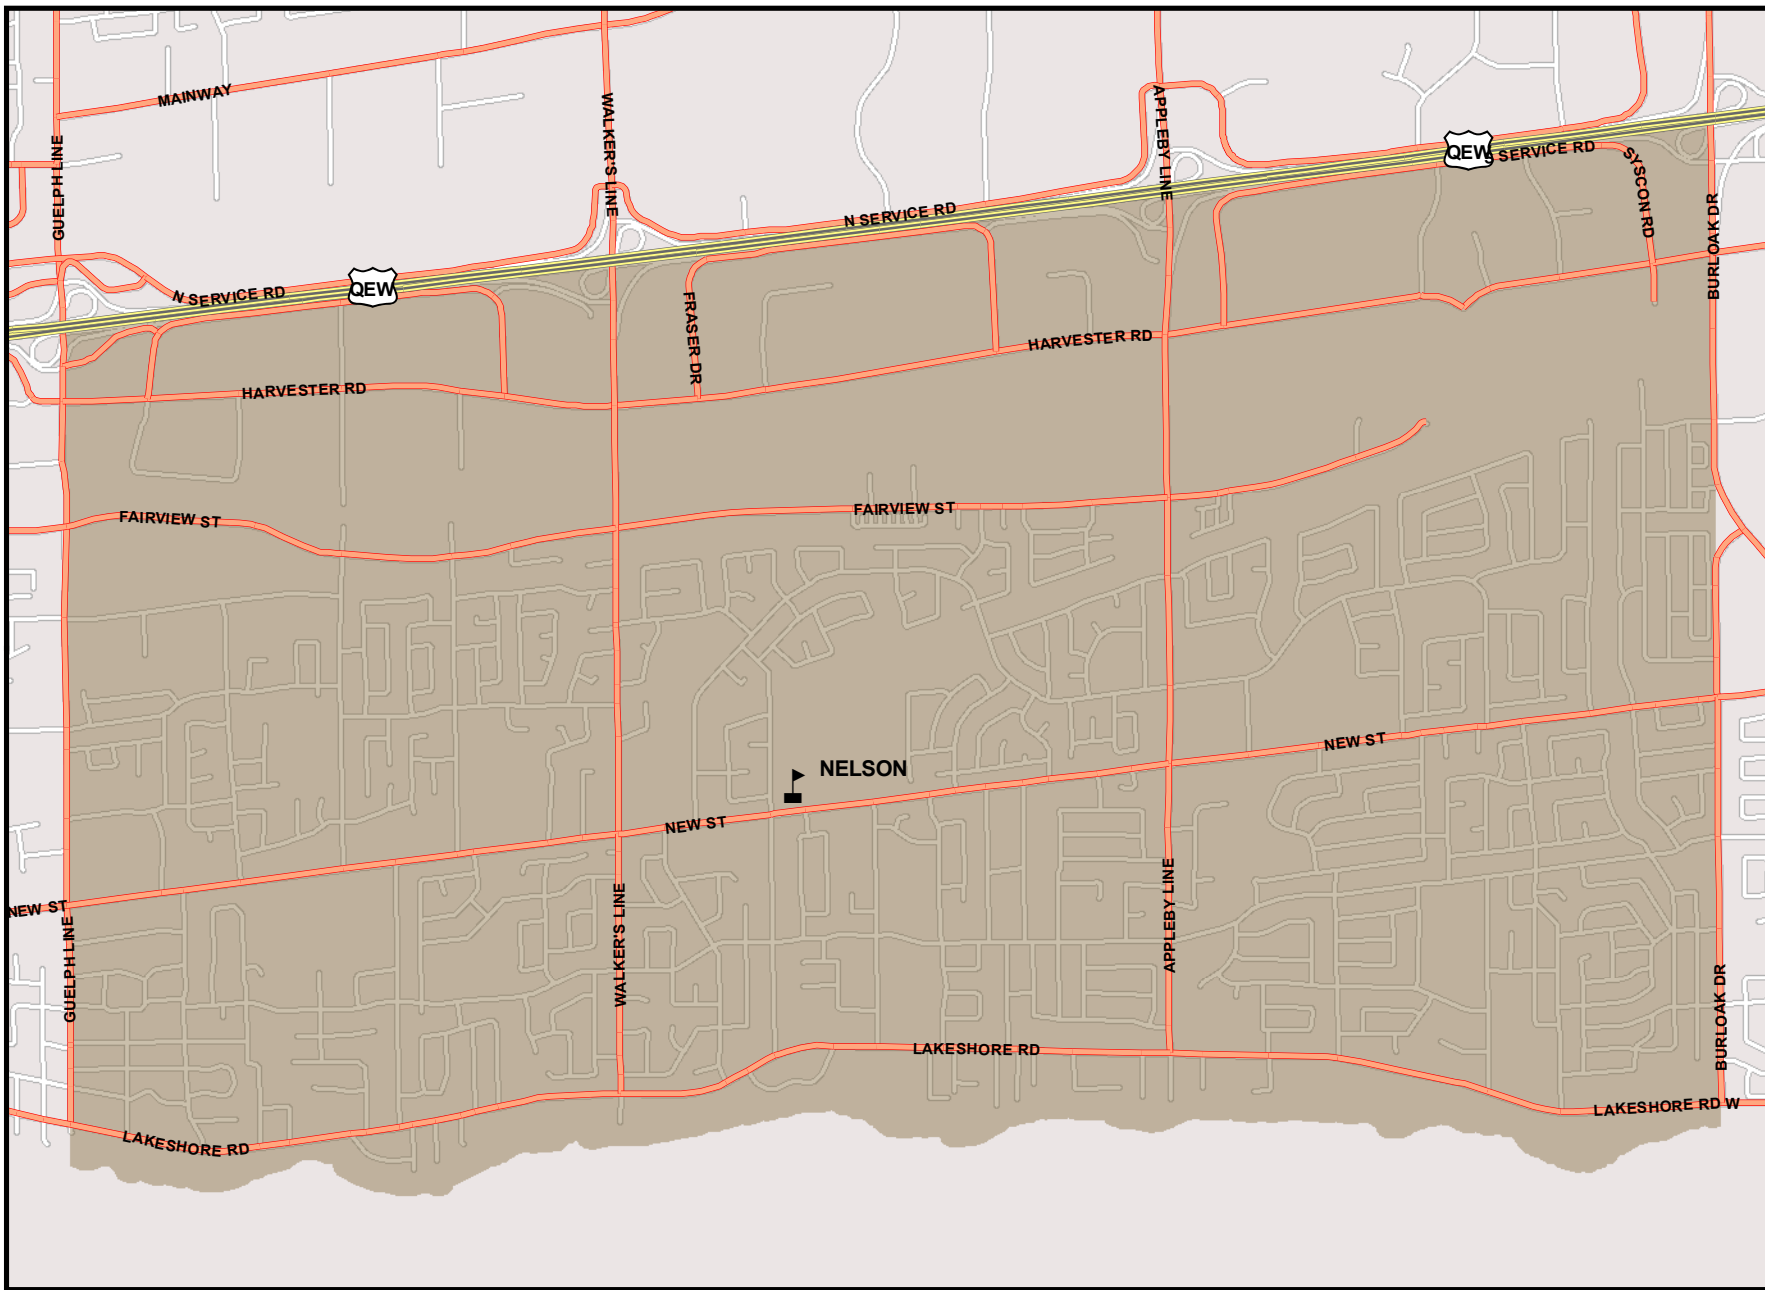 MAINWAY
GUELPH LINE
WALKER'S LINE
APPLEBY LINE
QEW
S SERVICE RD
SYSCON RD
BURLOAK DR
N SERVICE RD
N SERVICE RD
QEW
FRASER DR
HARVESTER RD
HARVESTER RD
FAIRVIEW ST
FAIRVIEW ST
NEW ST
NELSON
NEW ST
NEW ST
GUELPH LINE
WALKER'S LINE
APPLEBY LINE
BURLOAK DR
LAKESHORE RD
LAKESHORE RD W
LAKESHORE RD